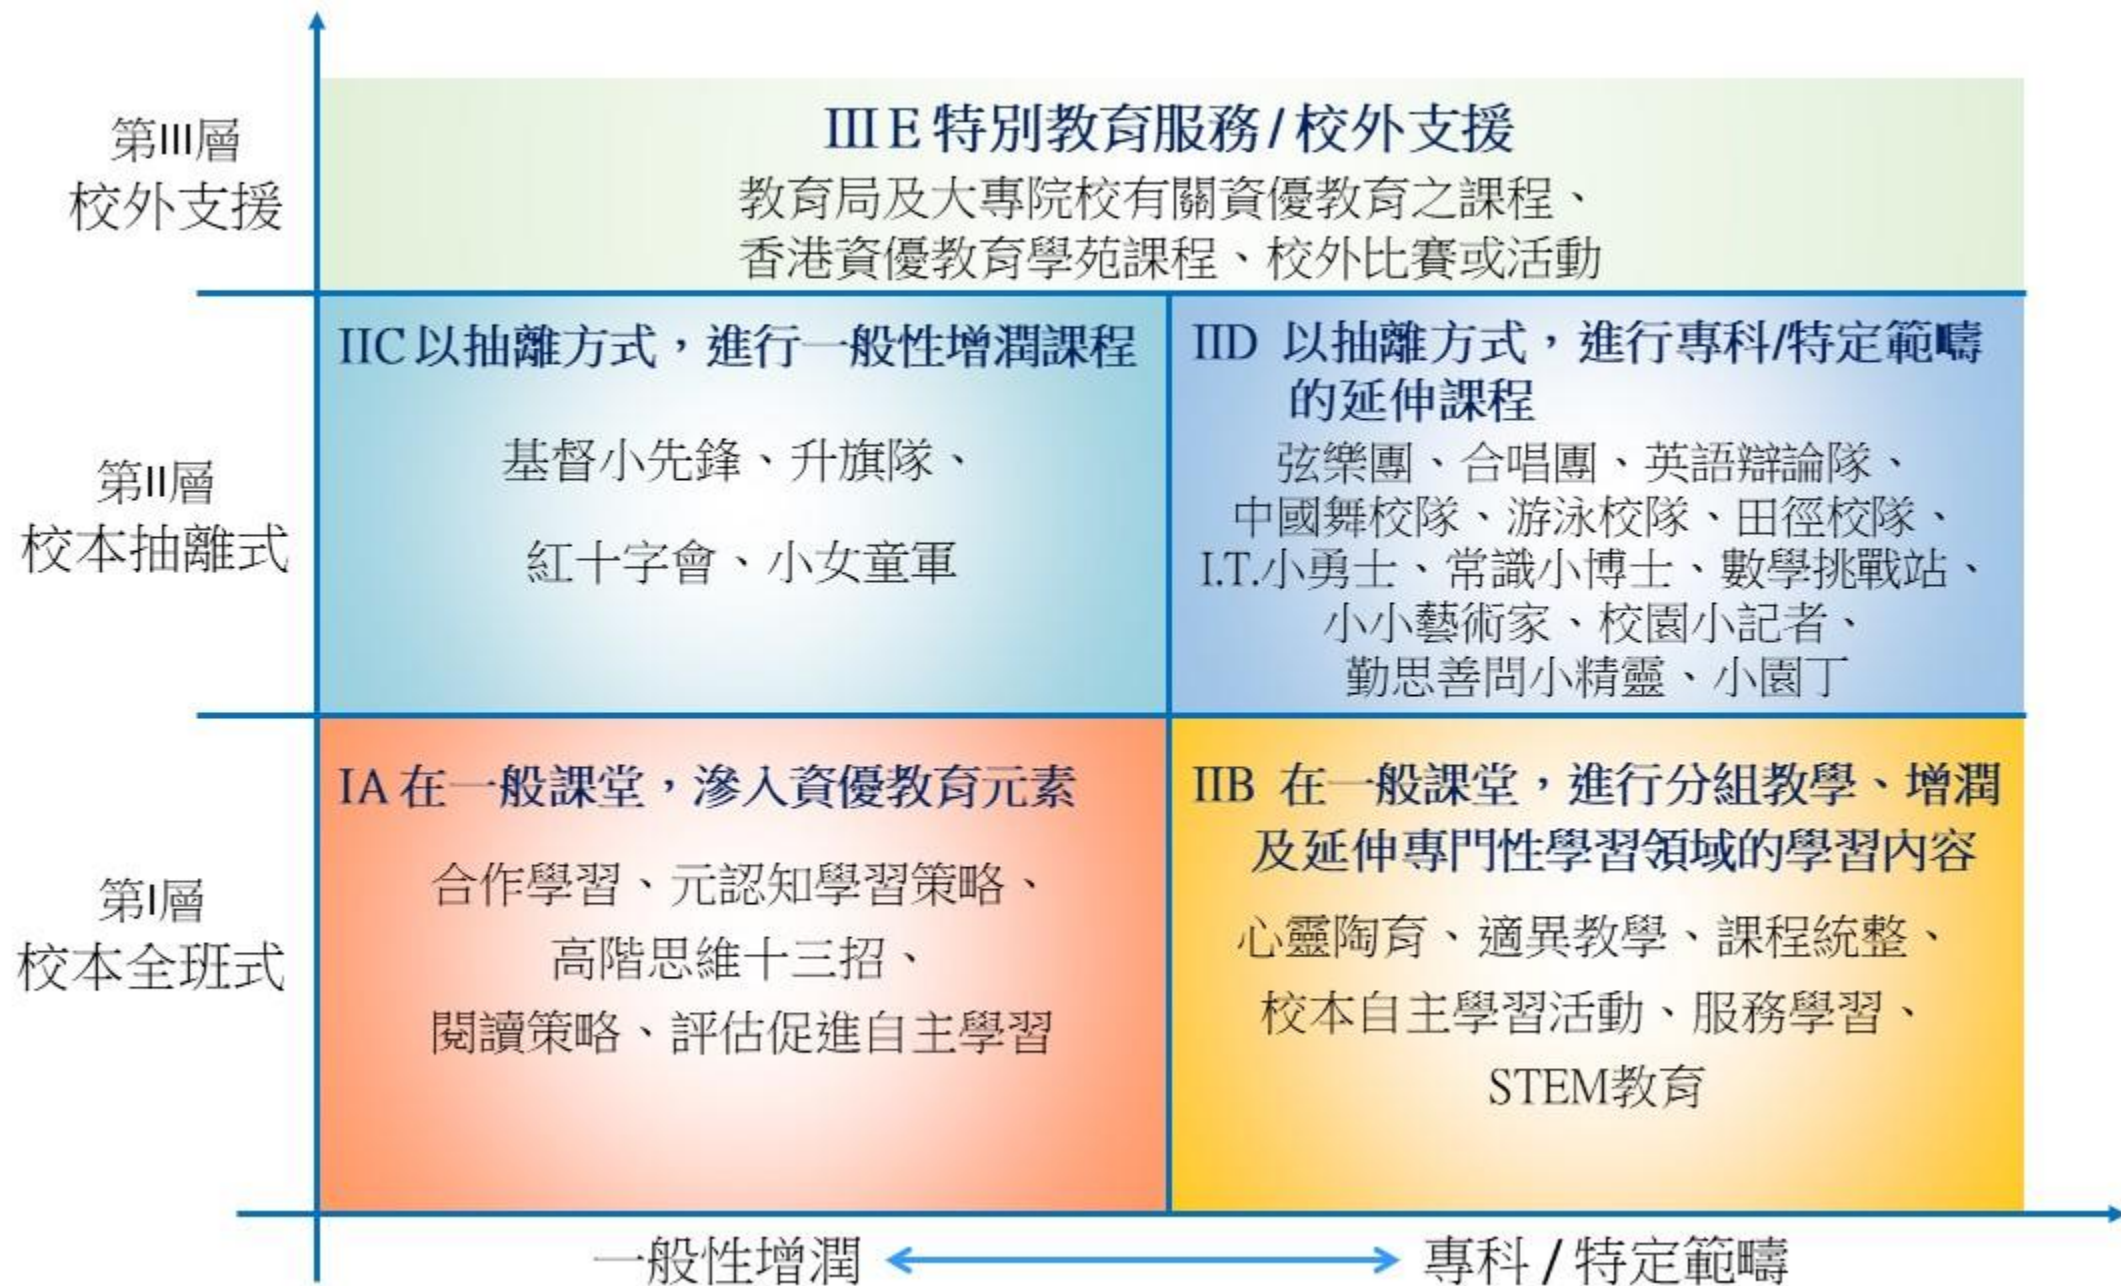 第III層
校外支援
III E 特別教育服務 / 校外支援
教育局及大專院校有關資優教育之課程、
香港資優教育學苑課程、校外比賽或活動
第II層
校本抽離式
IIC 以抽離方式，進行一般性增潤課程
基督小先鋒、升旗隊、
紅十字會、小女童軍
IID 以抽離方式，進行專科/特定範疇
的延伸課程
弦樂團、合唱團、英語辯論隊、
中國舞校隊、游泳校隊、田徑校隊、
I.T.小勇士、常識小博士、數學挑戰站、
小小藝術家、校園小記者、
勤思善問小精靈、小園丁
第I層
校本全班式
IA 在一般課堂，滲入資優教育元素
合作學習、元認知學習策略、
高階思維十三招、
閱讀策略、評估促進自主學習
IIB 在一般課堂，進行分組教學、增潤
及延伸專門性學習領域的學習內容
心靈陶育、適異教學、課程統整、
校本自主學習活動、服務學習、
STEM教育
一般性增潤
專科 / 特定範疇